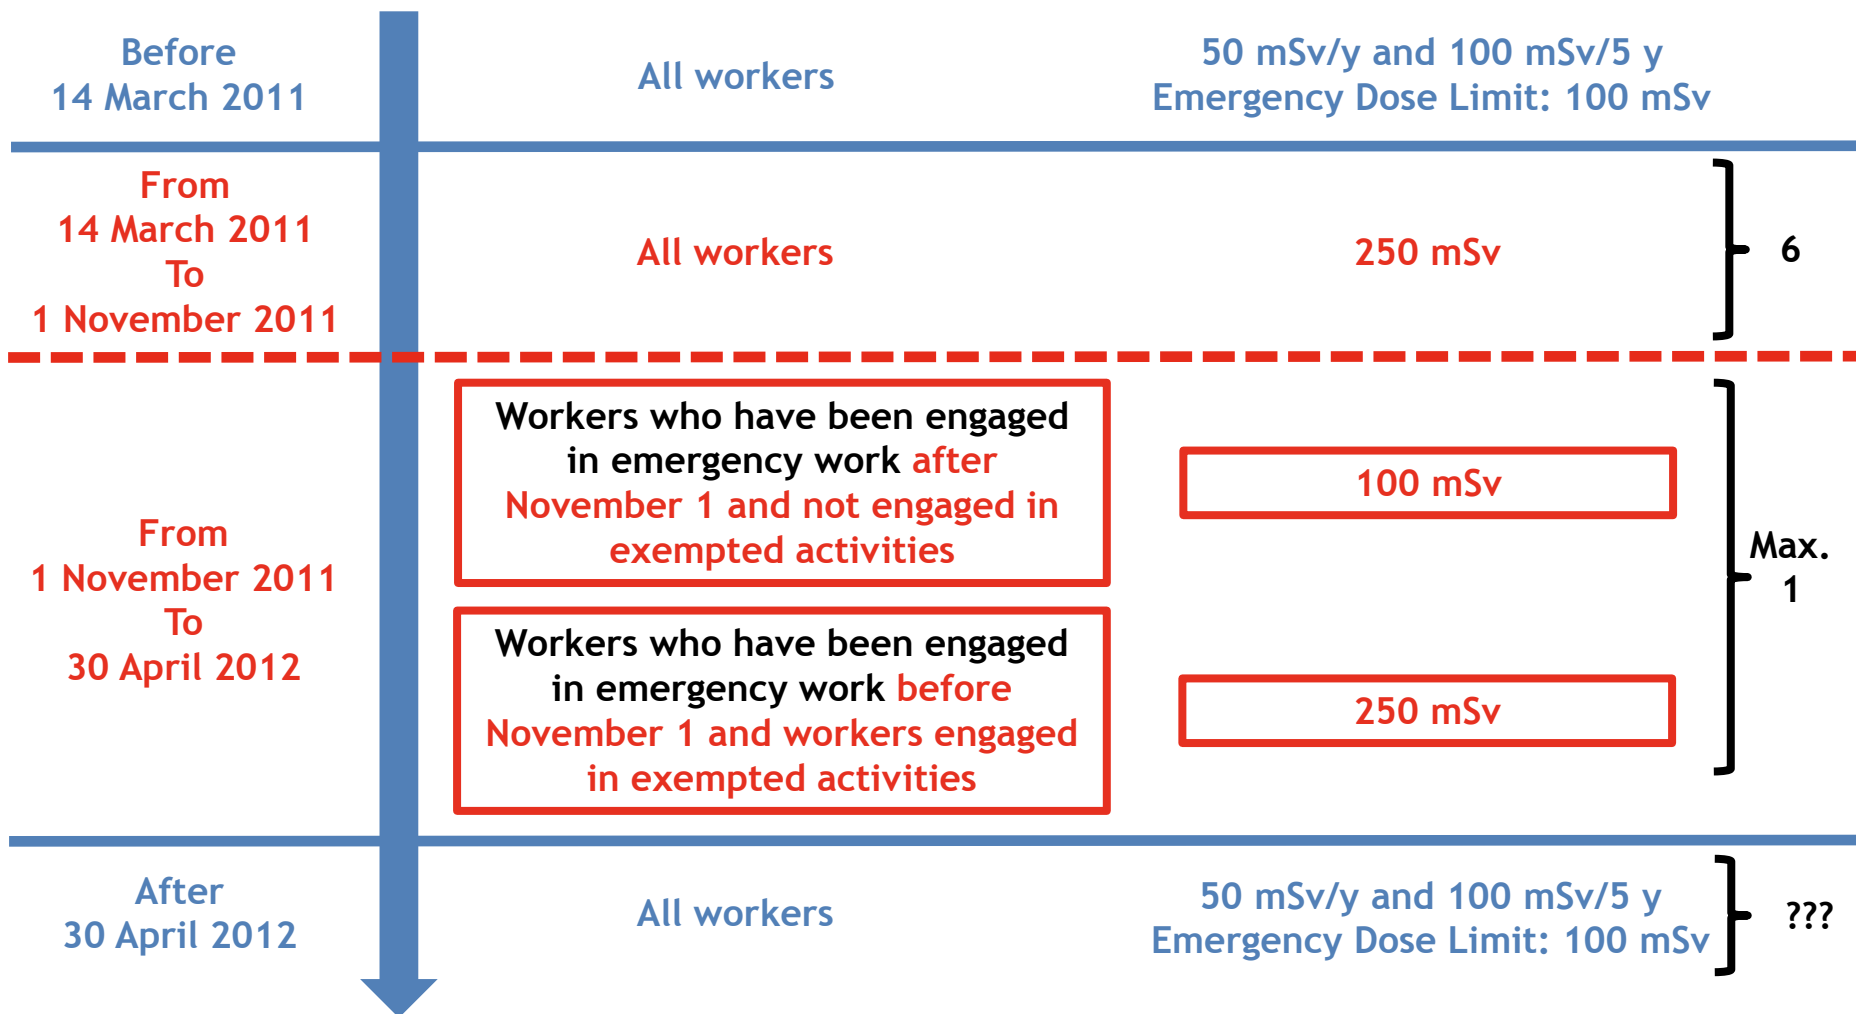 Before
14 March 2011
All workers
50 mSv/y and 100 mSv/5 y
Emergency Dose Limit: 100 mSv
From
14 March 2011
To
1 November 2011
All workers
250 mSv
6
From
1 November 2011
To
30 April 2012
Workers who have been engaged
in emergency work after
November 1 and not engaged in
exempted activities
100 mSv
Workers who have been engaged
in emergency work before
November 1 and workers engaged
in exempted activities
250 mSv
Max.
1
After
30 April 2012
All workers
50 mSv/y and 100 mSv/5 y
Emergency Dose Limit: 100 mSv
???